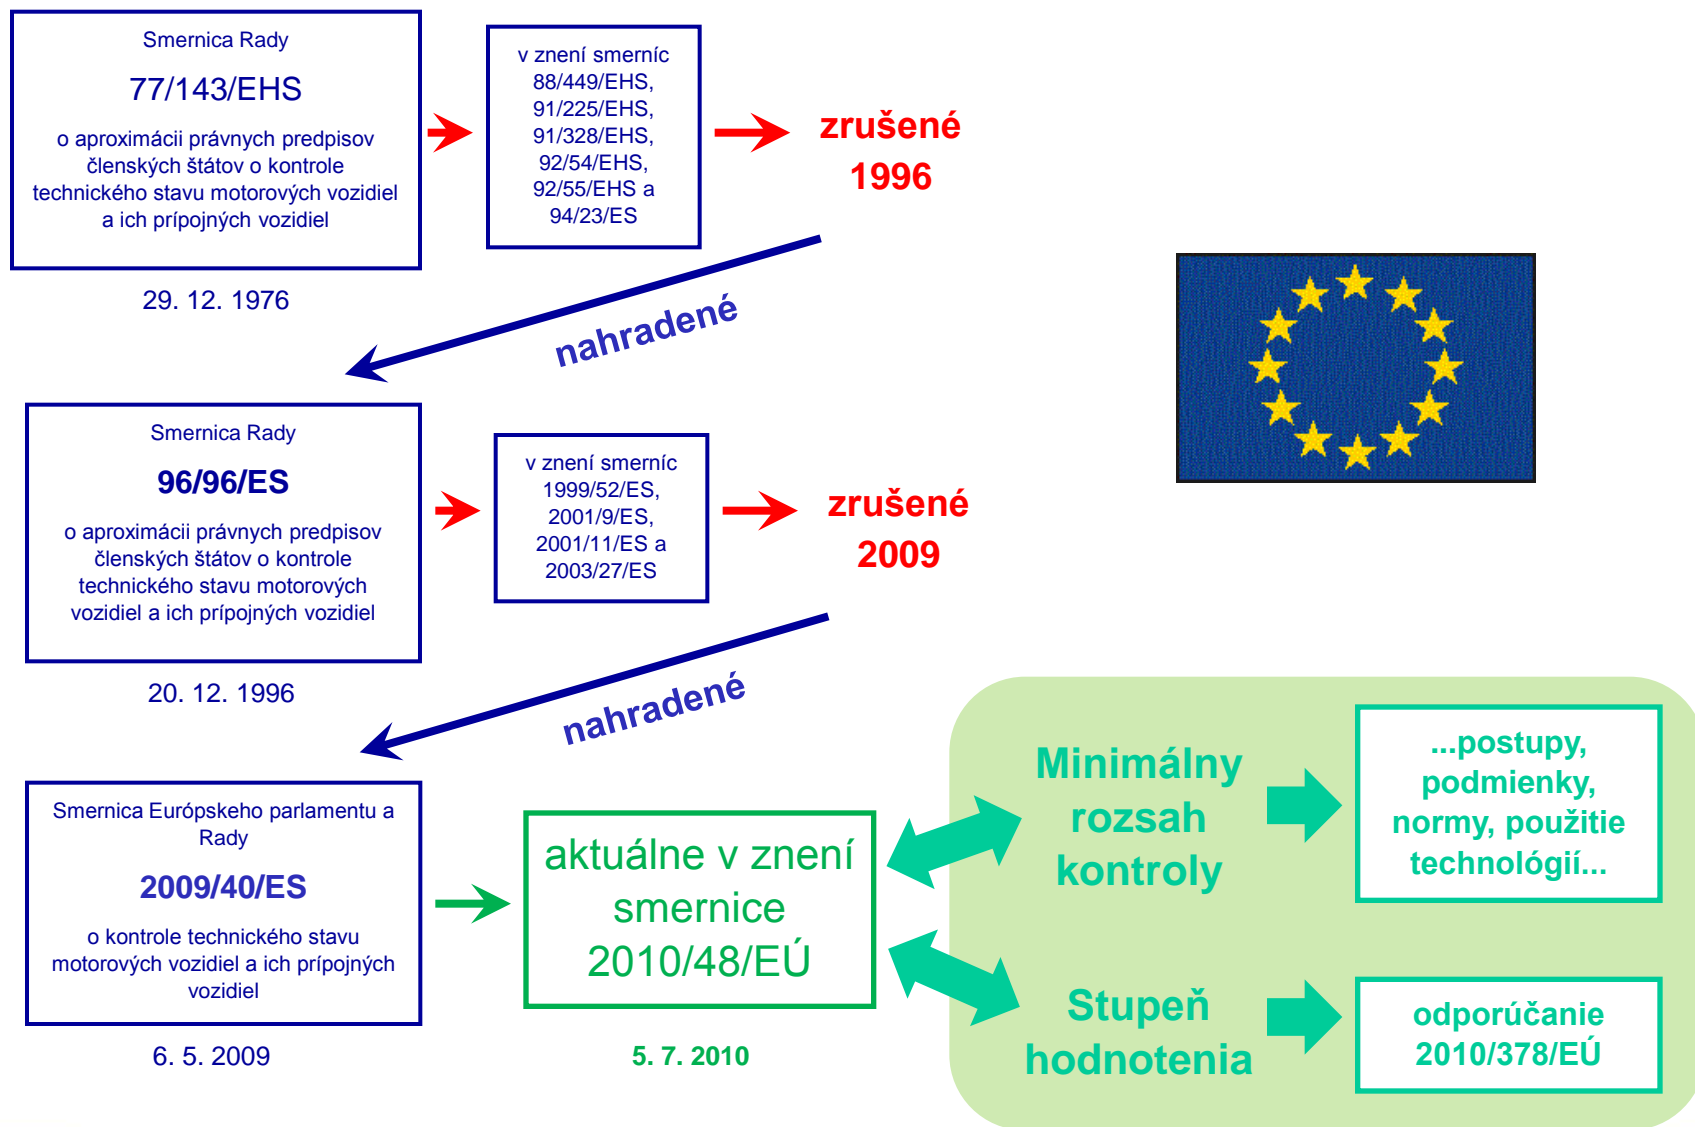 Smernica Rady
77/143/EHS
o aproximácii právnych predpisov
členských štátov o kontrole
technického stavu motorových vozidiel
a ich prípojných vozidiel
29. 12. 1976
v znení smerníc
88/449/EHS,
91/225/EHS,
91/328/EHS,
92/54/EHS,
92/55/EHS a
94/23/ES
zrušené
1996
nahradené
Smernica Rady
96/96/ES
o aproximácii právnych predpisov
členských štátov o kontrole
technického stavu motorových
vozidiel a ich prípojných vozidiel
20. 12. 1996
v znení smerníc
1999/52/ES,
2001/9/ES,
2001/11/ES a
2003/27/ES
zrušené
2009
nahradené
Smernica Európskeho parlamentu a
Rady
2009/40/ES
o kontrole technického stavu
motorových vozidiel a ich prípojných
vozidiel
6. 5. 2009
aktuálne v znení
smernice
2010/48/EÚ
5. 7. 2010
Minimálny
rozsah
kontroly
...postupy,
podmienky,
normy, použitie
technológií...
Stupeň
hodnotenia
odporúčanie
2010/378/EÚ